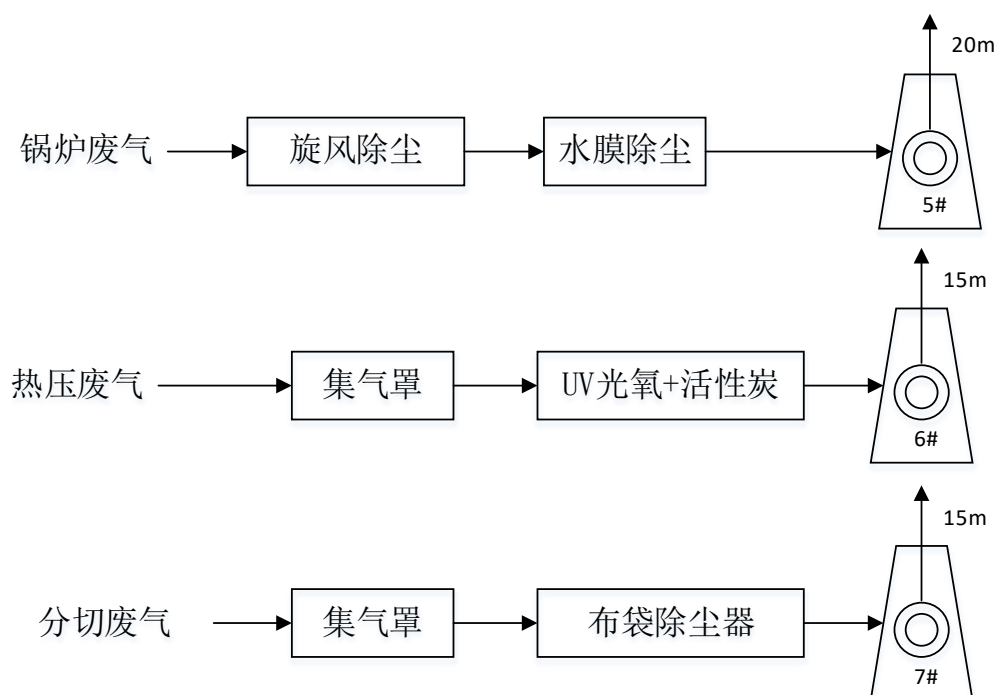 20m
锅炉废气
旋风除尘
水膜除尘
5#
15m
热压废气
集气罩
UV光氧+活性炭
6#
15m
分切废气
集气罩
布袋除尘器
7#